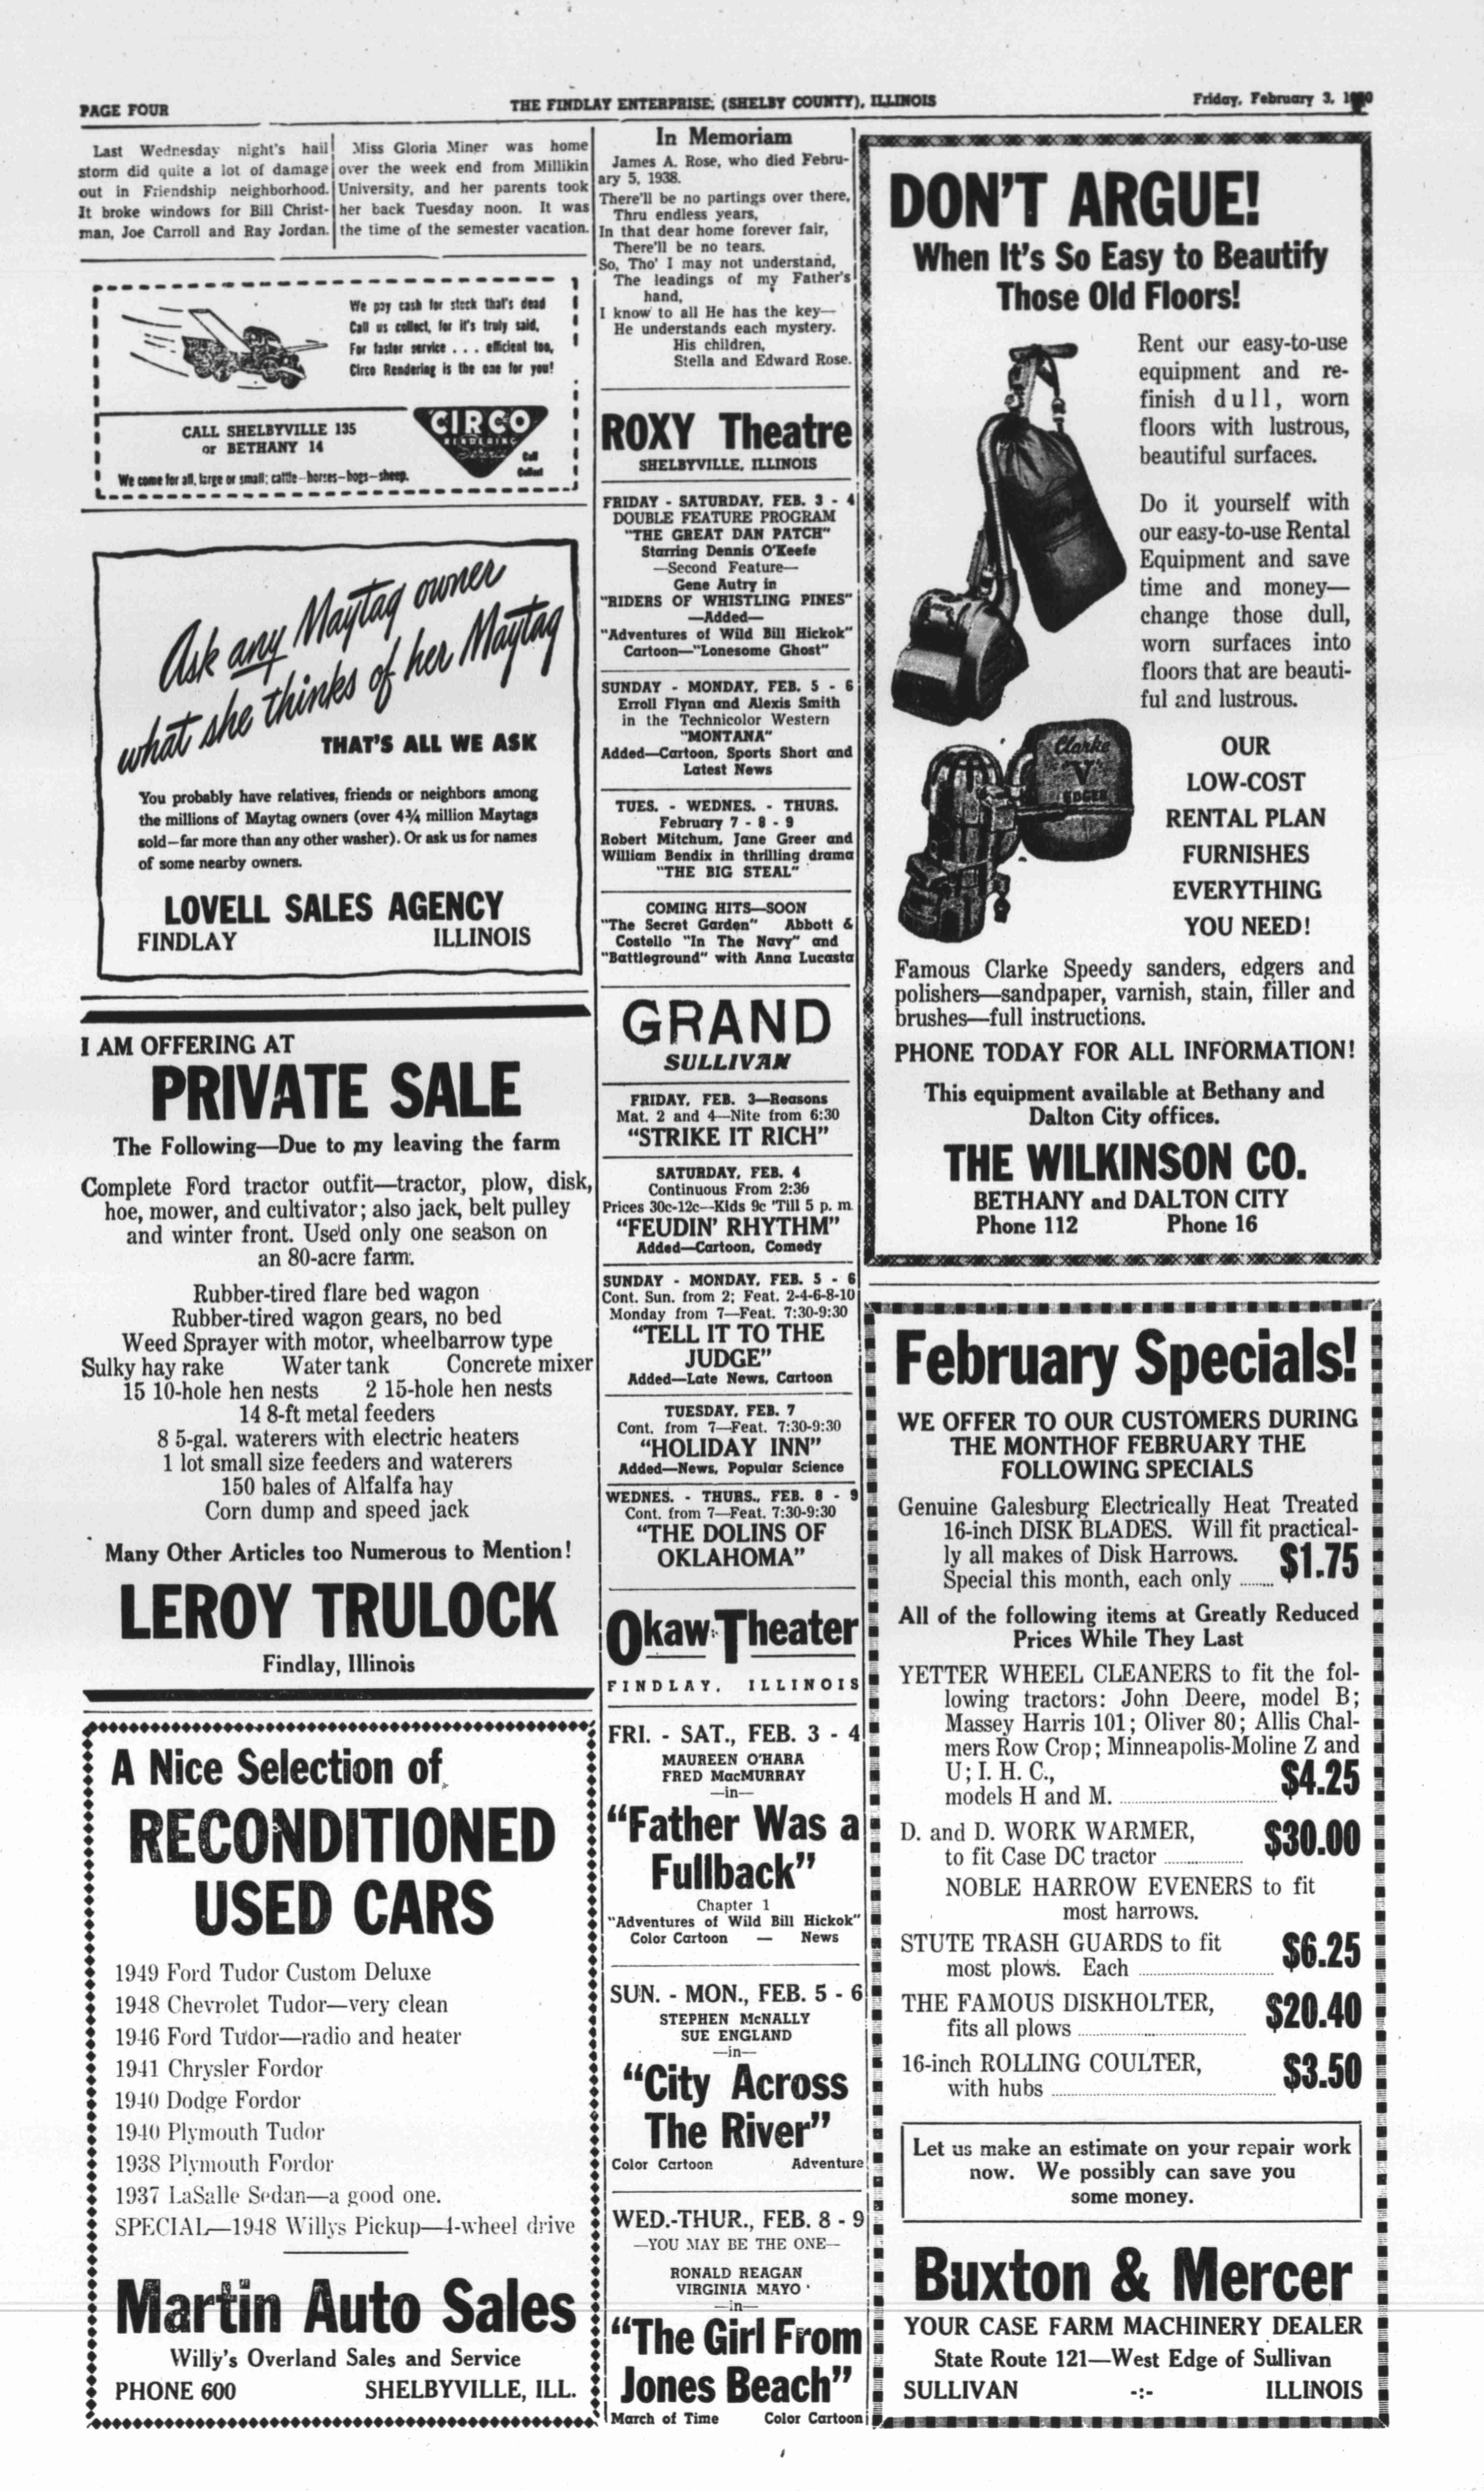 PAGE FOUR
THE FINDLAY ENTERPRISE, (SHELBY COUNTY), ILLINOIS
Friday, February 3,
Last Wednesday night's hail
storm did quite a lot of damage
out in Friendship neighborhood.
It broke windows for Bill Christ-
man, Joe Carroll and Ray Jordan.
Miss Gloria Miner was home
over the week end from Millikin
University, and her parents took
her back Tuesday noon. It was
the time of the semester vacation.
We pay cash for stock that's dead
Call us collect, for it's truly said,
For faster service . . . efficient too,
Circo Rendering is the one for you!
CALL SHELBYVILLE 135
or BETHANY 14
CIRCO
RENDERING
Service
Call
Collect
We come for all, large or small; cattle—horses—hogs—sheep.
Ask any Maytag owner
what she thinks of her Maytag
THAT'S ALL WE ASK
You probably have relatives, friends or neighbors among
the millions of Maytag owners (over 4¾ million Maytags
sold—far more than any other washer). Or ask us for names
of some nearby owners.
LOVELL SALES AGENCY
FINDLAY ILLINOIS
I AM OFFERING AT
PRIVATE SALE
The Following—Due to my leaving the farm
Complete Ford tractor outfit—tractor, plow, disk,
hoe, mower, and cultivator; also jack, belt pulley
and winter front. Used only one season on
an 80-acre farm.
Rubber-tired flare bed wagon
Rubber-tired wagon gears, no bed
Weed Sprayer with motor, wheelbarrow type
Sulky hay rake Water tank Concrete mixer
15 10-hole hen nests 2 15-hole hen nests
14 8-ft metal feeders
8 5-gal. waterers with electric heaters
1 lot small size feeders and waterers
150 bales of Alfalfa hay
Corn dump and speed jack
Many Other Articles too Numerous to Mention!
LEROY TRULOCK
Findlay, Illinois
A Nice Selection of
RECONDITIONED
USED CARS
1949 Ford Tudor Custom Deluxe
1948 Chevrolet Tudor—very clean
1946 Ford Tudor—radio and heater
1941 Chrysler Fordor
1940 Dodge Fordor
1940 Plymouth Tudor
1938 Plymouth Fordor
1937 LaSalle Sedan—a good one.
SPECIAL—1948 Willys Pickup—4-wheel drive
Martin Auto Sales
Willy's Overland Sales and Service
PHONE 600 SHELBYVILLE, ILL.
In Memoriam
James A. Rose, who died Febru-
ary 5, 1938.
There'll be no partings over there,
Thru endless years,
In that dear home forever fair,
There'll be no tears.
So, Tho' I may not understand,
The leadings of my Father's
hand,
I know to all He has the key—
He understands each mystery.
His children,
Stella and Edward Rose.
ROXY Theatre
SHELBYVILLE, ILLINOIS
FRIDAY - SATURDAY, FEB. 3 - 4
DOUBLE FEATURE PROGRAM
"THE GREAT DAN PATCH"
Starring Dennis O'Keefe
—Second Feature—
Gene Autry in
"RIDERS OF WHISTLING PINES"
—Added—
"Adventures of Wild Bill Hickok"
Cartoon—"Lonesome Ghost"
SUNDAY - MONDAY, FEB. 5 - 6
Erroll Flynn and Alexis Smith
in the Technicolor Western
"MONTANA"
Added—Cartoon, Sports Short and
Latest News
TUES. - WEDNES. - THURS.
February 7 - 8 - 9
Robert Mitchum, Jane Greer and
William Bendix in thrilling drama
"THE BIG STEAL"
COMING HITS—SOON
"The Secret Garden" Abbott &
Costello "In The Navy" and
"Battleground" with Anna Lucasta
GRAND
SULLIVAN
FRIDAY, FEB. 3—Reasons
Mat. 2 and 4—Nite from 6:30
"STRIKE IT RICH"
SATURDAY, FEB. 4
Continuous From 2:30
Prices 30c-12c—Kids 9c 'Till 5 p. m.
"FEUDIN' RHYTHM"
Added—Cartoon, Comedy
SUNDAY - MONDAY, FEB. 5 - 6
Cont. Sun. from 2; Feat. 2-4-6-8-10
Monday from 7—Feat. 7:30-9:30
"TELL IT TO THE
JUDGE"
Added—Late News, Cartoon
TUESDAY, FEB. 7
Cont. from 7—Feat. 7:30-9:30
"HOLIDAY INN"
Added—News, Popular Science
WEDNES. - THURS., FEB. 8 - 9
Cont. from 7—Feat. 7:30-9:30
"THE DOLINS OF
OKLAHOMA"
Okaw Theater
FINDLAY, ILLINOIS
FRI. - SAT., FEB. 3 - 4
MAUREEN O'HARA
FRED MacMURRAY
—in—
"Father Was a
Fullback"
Chapter 1
"Adventures of Wild Bill Hickok"
Color Cartoon — News
SUN. - MON., FEB. 5 - 6
STEPHEN McNALLY
SUE ENGLAND
—in—
"City Across
The River"
Color Cartoon Adventure
WED.-THUR., FEB. 8 - 9
—YOU MAY BE THE ONE—
RONALD REAGAN
VIRGINIA MAYO
—in—
"The Girl From
Jones Beach"
March of Time Color Cartoon
DON'T ARGUE!
When It's So Easy to Beautify
Those Old Floors!
Rent our easy-to-use
equipment and re-
finish dull, worn
floors with lustrous,
beautiful surfaces.
Do it yourself with
our easy-to-use Rental
Equipment and save
time and money—
change those dull,
worn surfaces into
floors that are beauti-
ful and lustrous.
Clarke
V
EDGER
OUR
LOW-COST
RENTAL PLAN
FURNISHES
EVERYTHING
YOU NEED!
Famous Clarke Speedy sanders, edgers and
polishers—sandpaper, varnish, stain, filler and
brushes—full instructions.
PHONE TODAY FOR ALL INFORMATION!
This equipment available at Bethany and
Dalton City offices.
THE WILKINSON CO.
BETHANY and DALTON CITY
Phone 112 Phone 16
February Specials!
WE OFFER TO OUR CUSTOMERS DURING
THE MONTHOF FEBRUARY THE
FOLLOWING SPECIALS
Genuine Galesburg Electrically Heat Treated
16-inch DISK BLADES. Will fit practical-
ly all makes of Disk Harrows.
Special this month, each only ........ $1.75
All of the following items at Greatly Reduced
Prices While They Last
YETTER WHEEL CLEANERS to fit the fol-
lowing tractors: John Deere, model B;
Massey Harris 101; Oliver 80; Allis Chal-
mers Row Crop; Minneapolis-Moline Z and
U; I. H. C.,
models H and M. ........ $4.25
D. and D. WORK WARMER,
to fit Case DC tractor ........ $30.00
NOBLE HARROW EVENERS to fit
most harrows.
STUTE TRASH GUARDS to fit
most plows. Each ........ $6.25
THE FAMOUS DISKHOLTER,
fits all plows ........ $20.40
16-inch ROLLING COULTER,
with hubs ........ $3.50
Let us make an estimate on your repair work
now. We possibly can save you
some money.
Buxton & Mercer
YOUR CASE FARM MACHINERY DEALER
State Route 121—West Edge of Sullivan
SULLIVAN -:- ILLINOIS